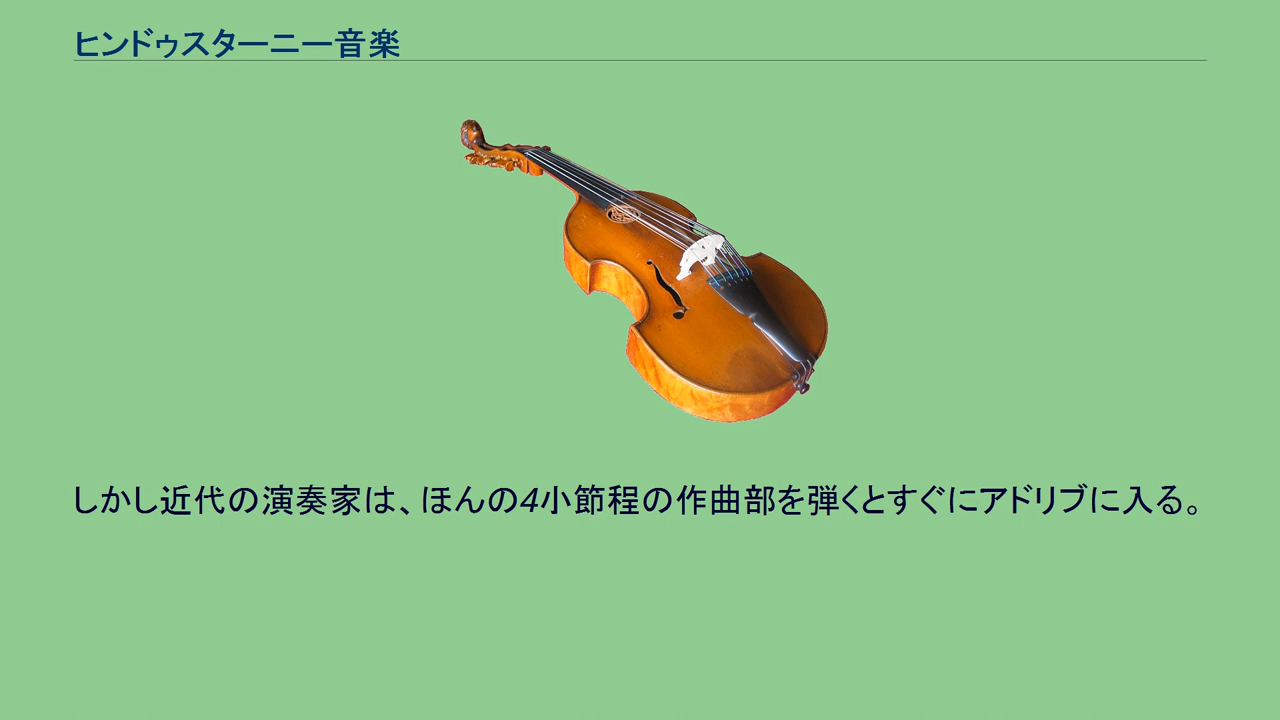 ヒンドゥスターニー音楽
しかし近代の演奏家は、ほんの4小節程の作曲部を弾くとすぐにアドリブに入る。